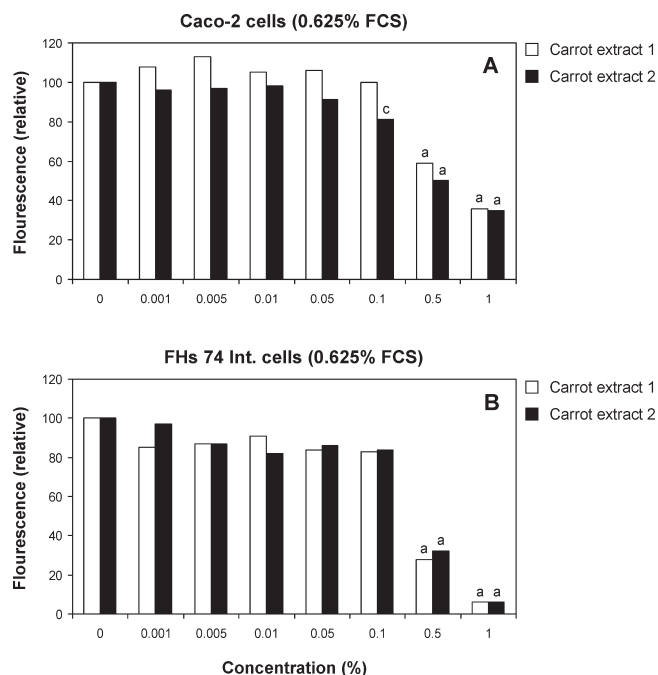 Caco-2 cells (0.625% FCS)
Flourescence (relative)
120
100
80
60
40
20
0
A
c
a
a
a
a
Carrot extract 1
Carrot extract 2
0 0.001 0.005 0.01 0.05 0.1 0.5 1
FHs 74 Int. cells (0.625% FCS)
Flourescence (relative)
120
100
80
60
40
20
0
B
a
a
a
a
Carrot extract 1
Carrot extract 2
0 0.001 0.005 0.01 0.05 0.1 0.5 1
Concentration (%)